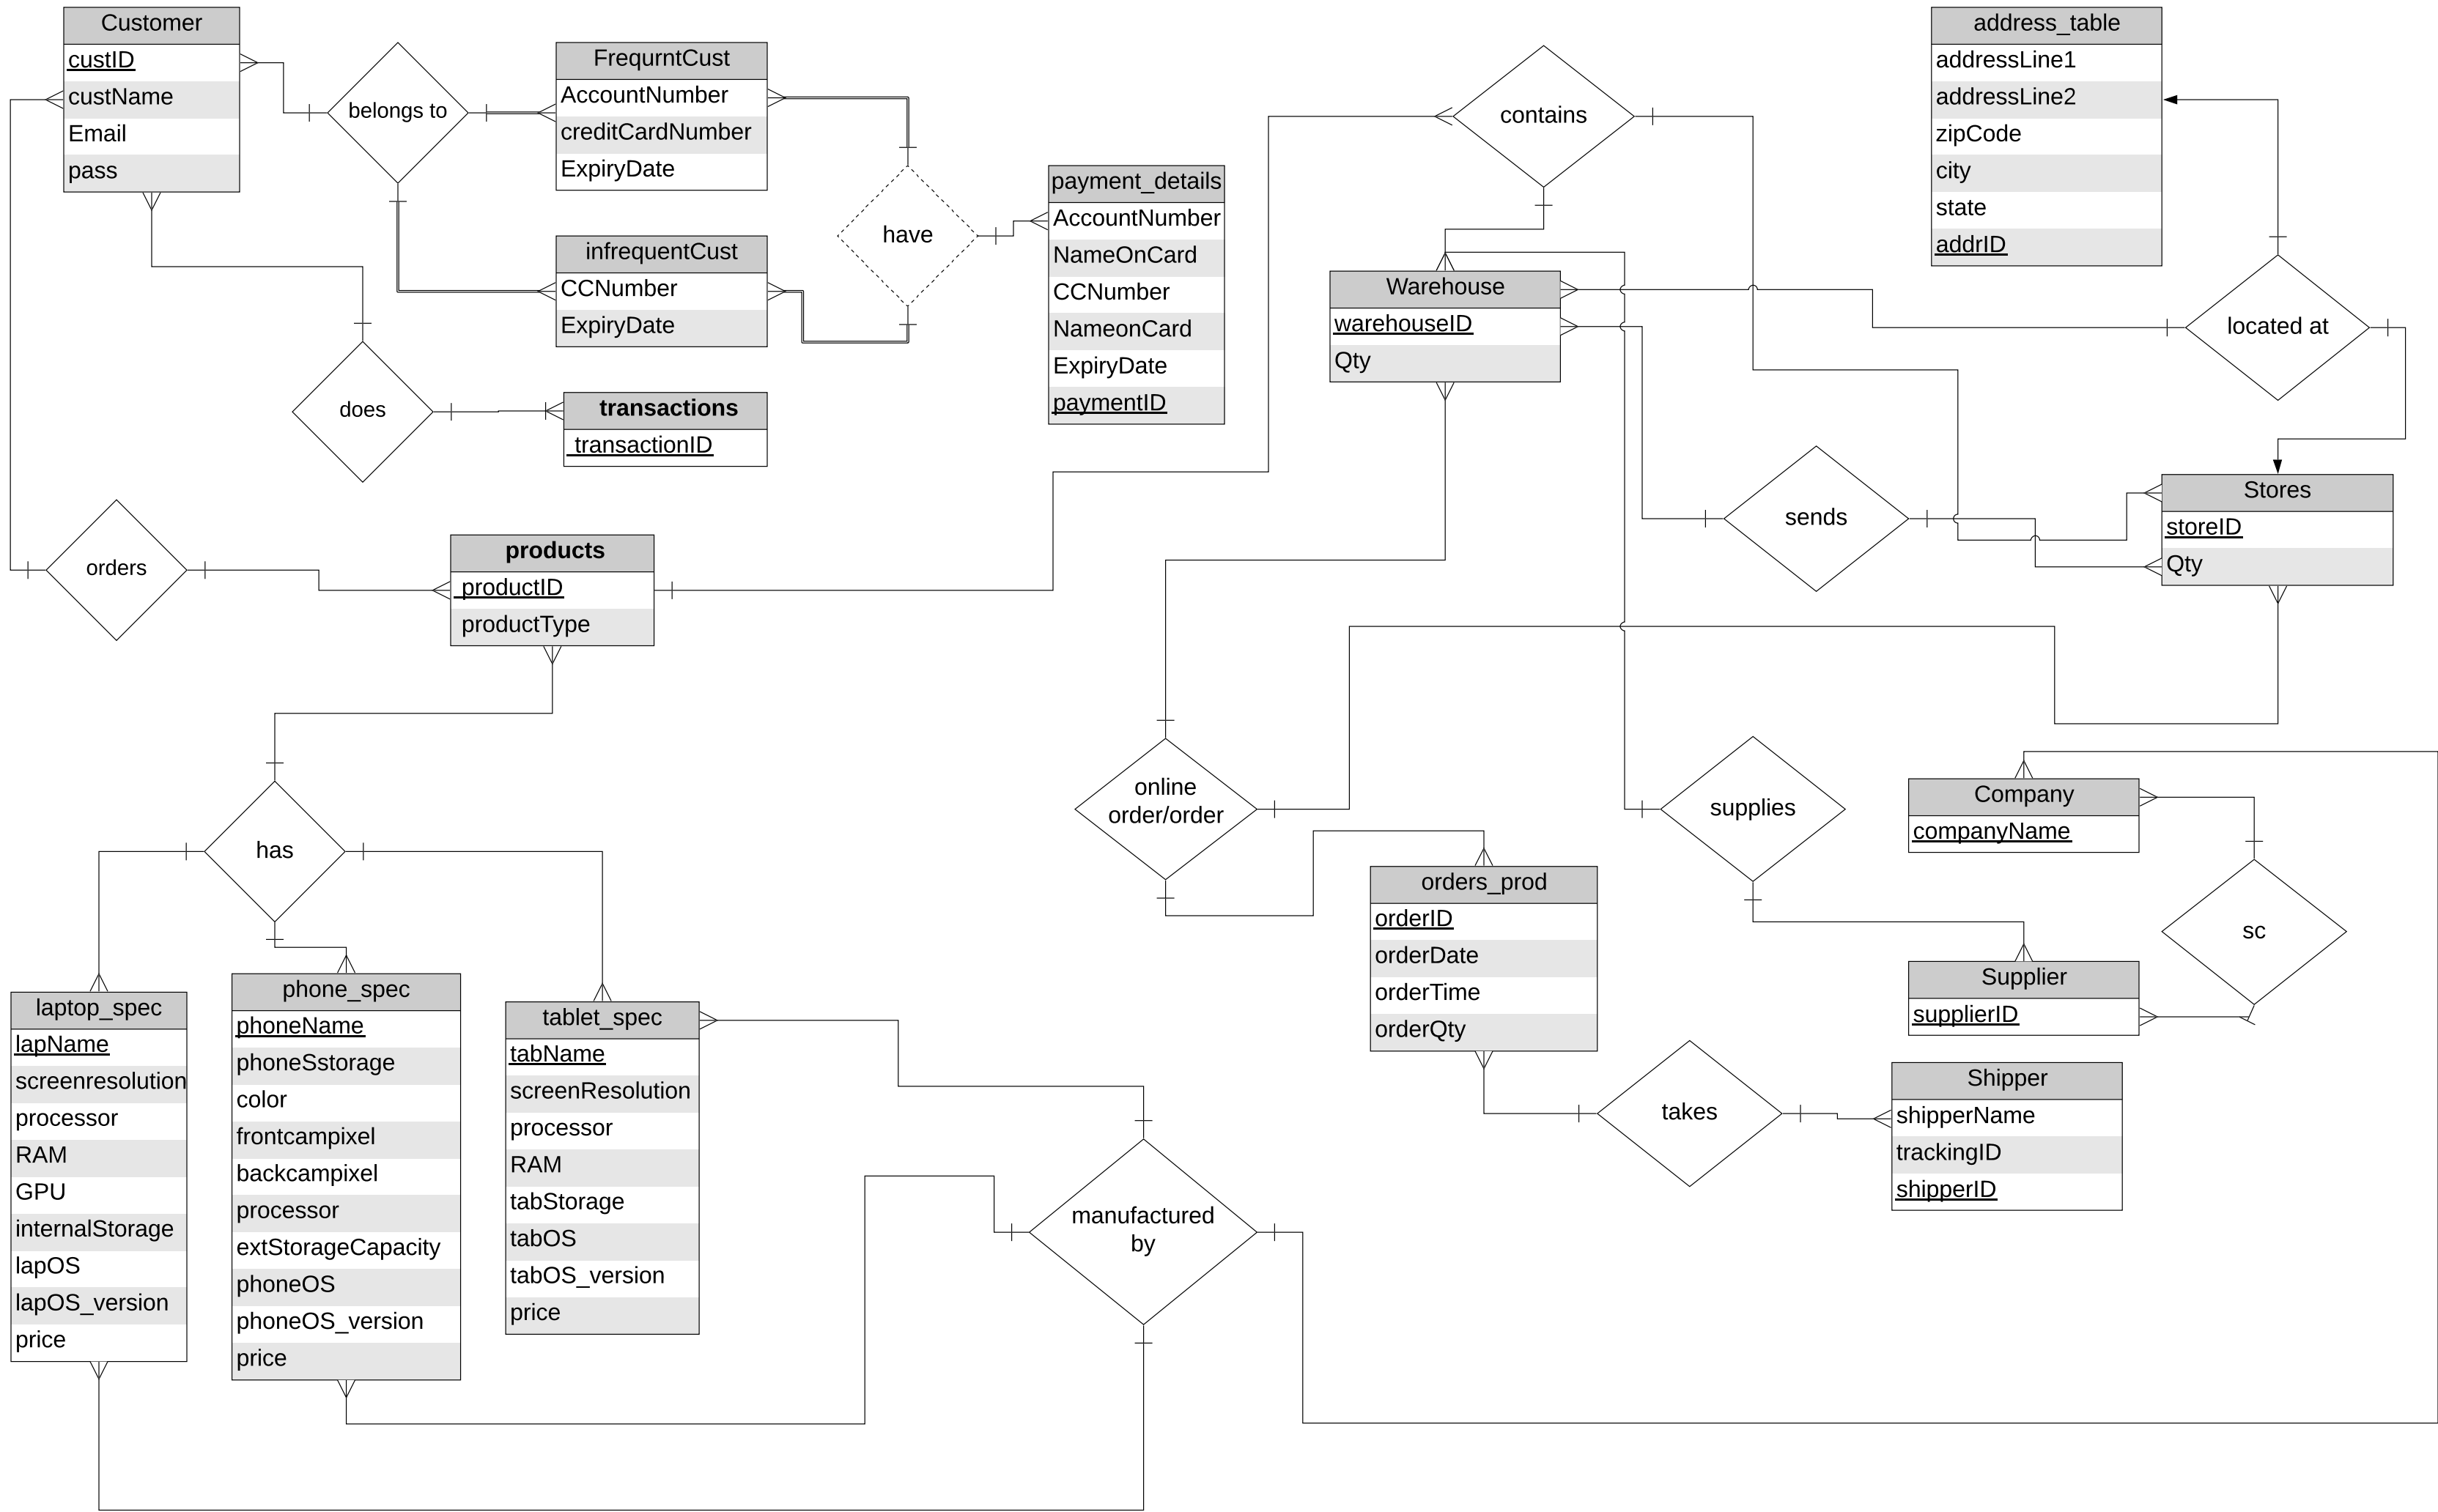 Customer
custID
custName
Email
pass
belongs to
FrequrntCust
AccountNumber
creditCardNumber
ExpiryDate
infrequentCust
CCNumber
ExpiryDate
have
payment_details
AccountNumber
NameOnCard
CCNumber
NameonCard
ExpiryDate
paymentID
does
transactions
transactionID
orders
products
productID
productType
contains
Warehouse
warehouseID
Qty
address_table
addressLine1
addressLine2
zipCode
city
state
addrID
located at
sends
Stores
storeID
Qty
has
laptop_spec
lapName
screenresolution
processor
RAM
GPU
internalStorage
lapOS
lapOS_version
price
phone_spec
phoneName
phoneSstorage
color
frontcampixel
backcampixel
processor
extStorageCapacity
phoneOS
phoneOS_version
price
tablet_spec
tabName
screenResolution
processor
RAM
tabStorage
tabOS
tabOS_version
price
online
order/order
supplies
Company
companyName
sc
orders_prod
orderID
orderDate
orderTime
orderQty
Supplier
supplierID
takes
Shipper
shipperName
trackingID
shipperID
manufactured
by